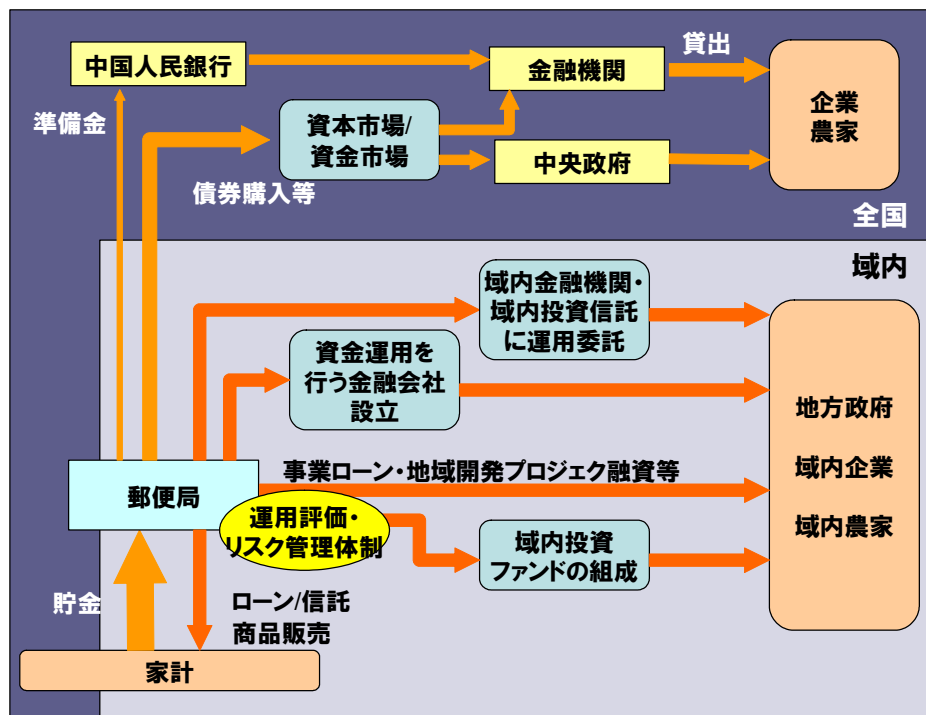 貸出
中国人民銀行
金融機関
企業
農家
準備金
資本市場/
資金市場
中央政府
債券購入等
全国
域内
域内金融機関・
域内投資信託
に運用委託
資金運用を
行う金融会社
設立
地方政府
域内企業
域内農家
事業ローン・地域開発プロジェク融資等
郵便局
運用評価・
リスク管理体制
域内投資
ファンドの組成
貯金
ローン/信託
商品販売
家計